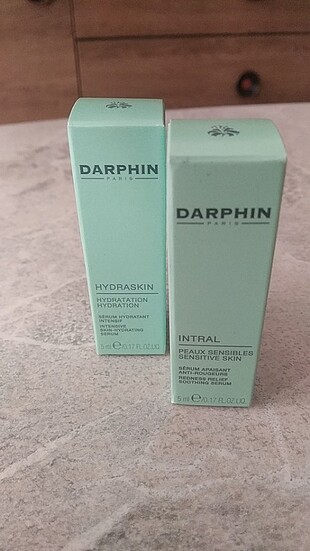 DARPHIN
PARIS
HYDRASKIN
HYDRATATION
HYDRATION
SÉRUM HYDRATANT
INTENSIF
INTENSIVE
SKIN-HYDRATING
SERUM
5 ml ℮/0.17 FL.OZ.LIQ
DARPHIN
PARIS
INTRAL
PEAUX SENSIBLES
SENSITIVE SKIN
SÉRUM APAISANT
ANTI-ROUGEURS
REDNESS RELIEF
SOOTHING SERUM
5 ml ℮/0.17 FL.OZ.LIQ